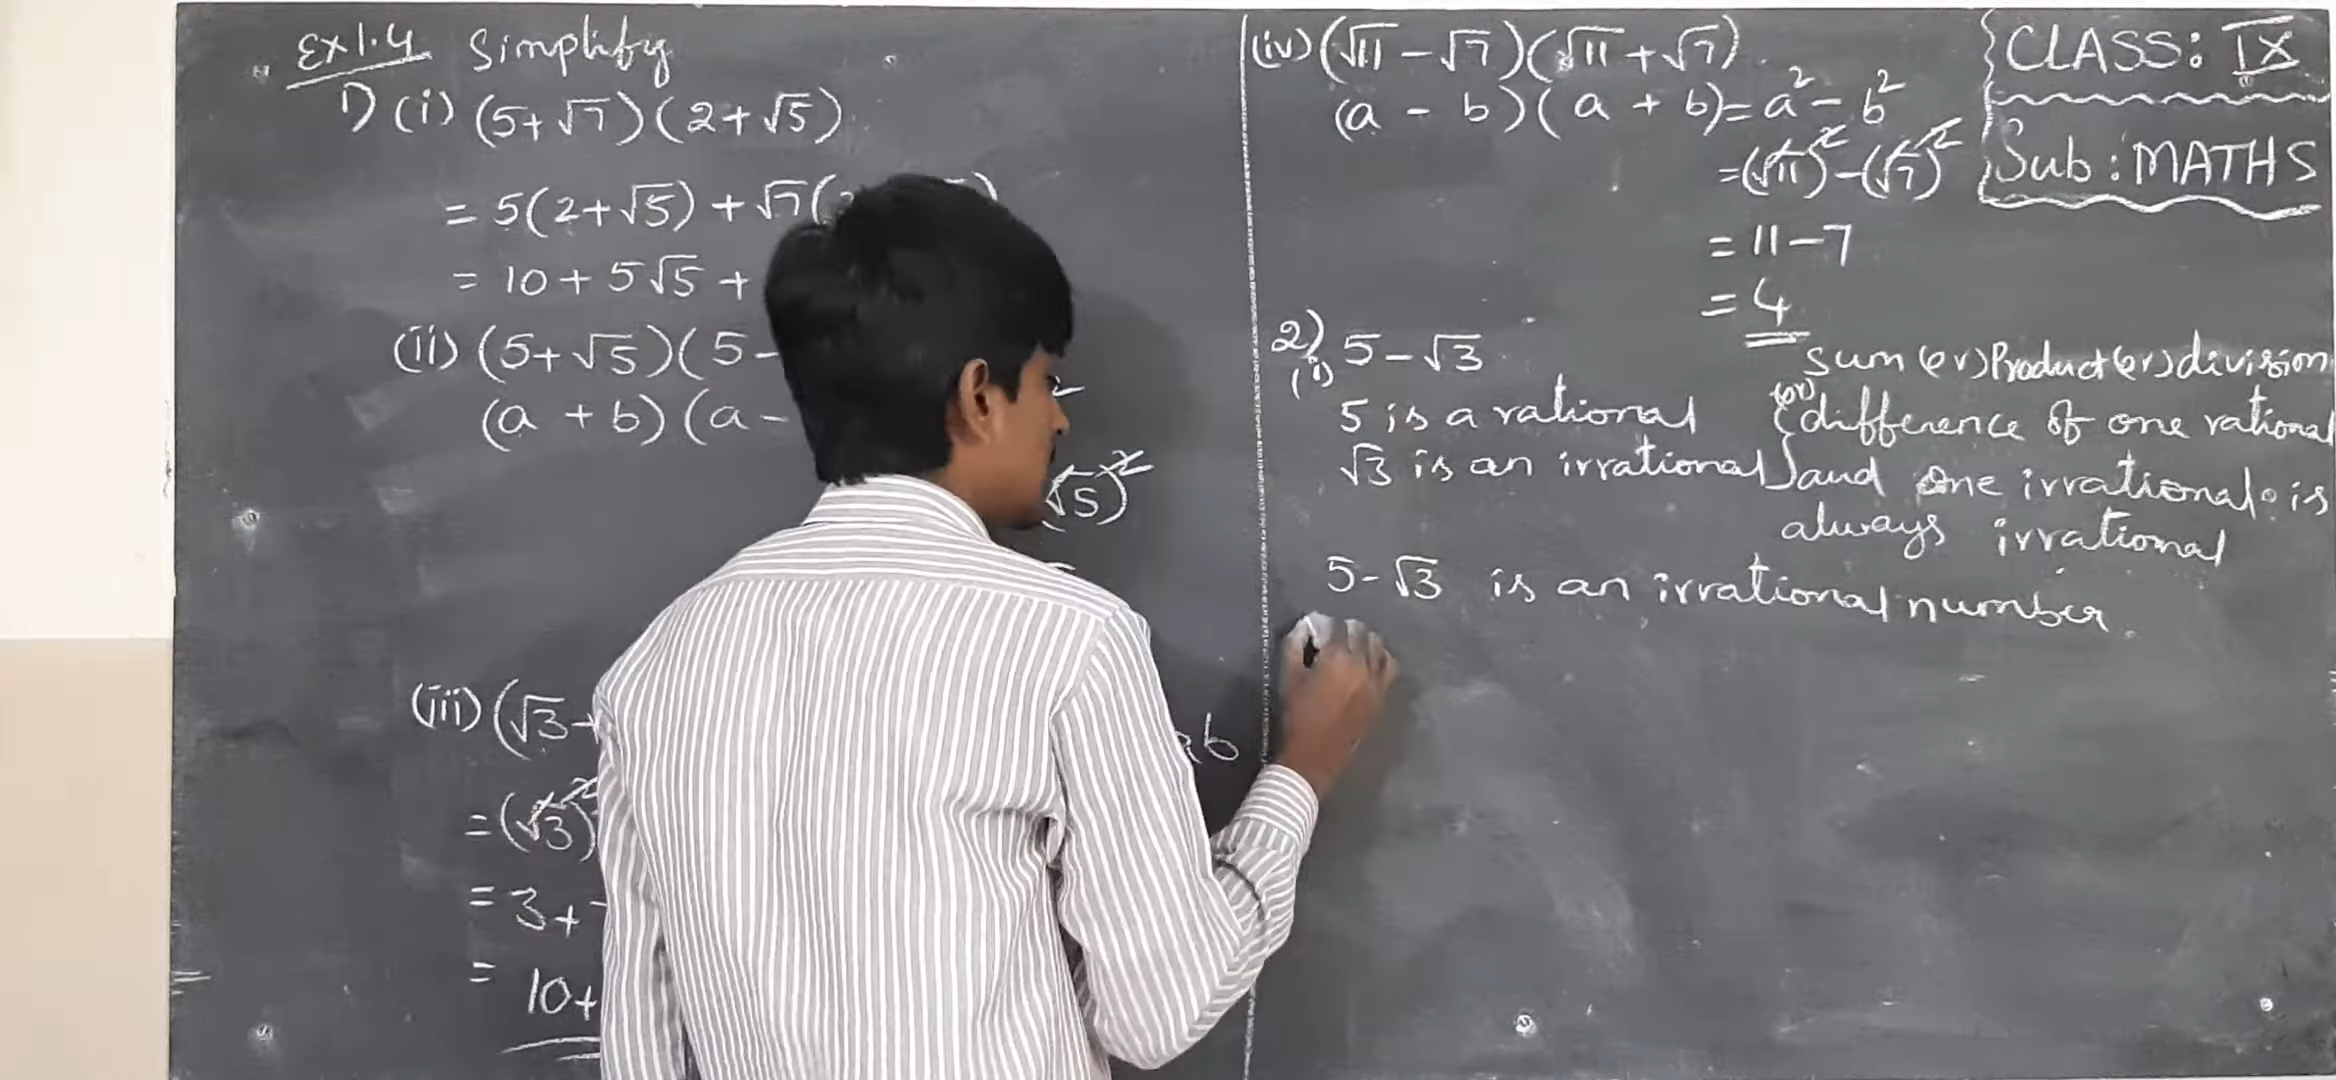 Ex 1.4 Simplify
1) (i) (5+√7)(2+√5)
= 5(2+√5) + √7(
= 10 + 5√5 +
(ii) (5+√5)(5-
(a + b)(a -
√5)²
(iii) (√3+
ab
= (√3)²
= 3+7
= 10+
(iv) (√11 - √7)(√11 + √7)
(a - b)(a + b) = a² - b²
= (√11)² - (√7)²
= 11-7
= 4
2)
(i) 5-√3
5 is a rational
√3 is an irrational
sum (or) Product (or) division
(or) difference of one rational
and one irrational is
always irrational
5-√3 is an irrational number.
CLASS: IX
Sub: MATHS